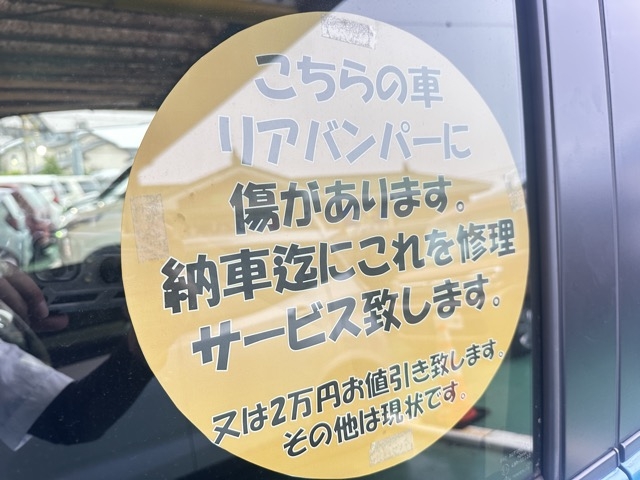 こちらの車
リアバンパーに
傷があります。
納車迄にこれを修理
サービス致します。
又は2万円お値引き致します。
その他は現状です。